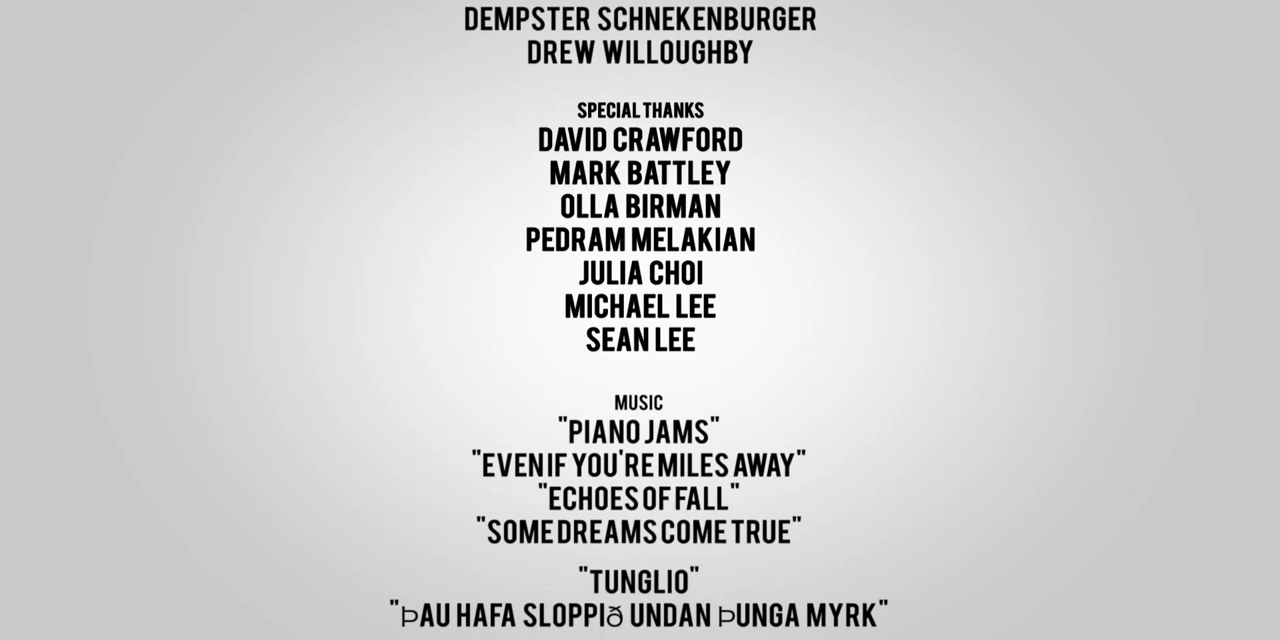 DEMPSTER SCHNEKENBURGER
DREW WILLOUGHBY
SPECIAL THANKS
DAVID CRAWFORD
MARK BATTLEY
OLLA BIRMAN
PEDRAM MELAKIAN
JULIA CHOI
MICHAEL LEE
SEAN LEE
MUSIC
"PIANO JAMS"
"EVEN IF YOU'RE MILES AWAY"
"ECHOES OF FALL"
"SOME DREAMS COME TRUE"
"TUNGLIO"
"ÞAU HAFA SLOPPIð UNDAN ÞUNGA MYRK"